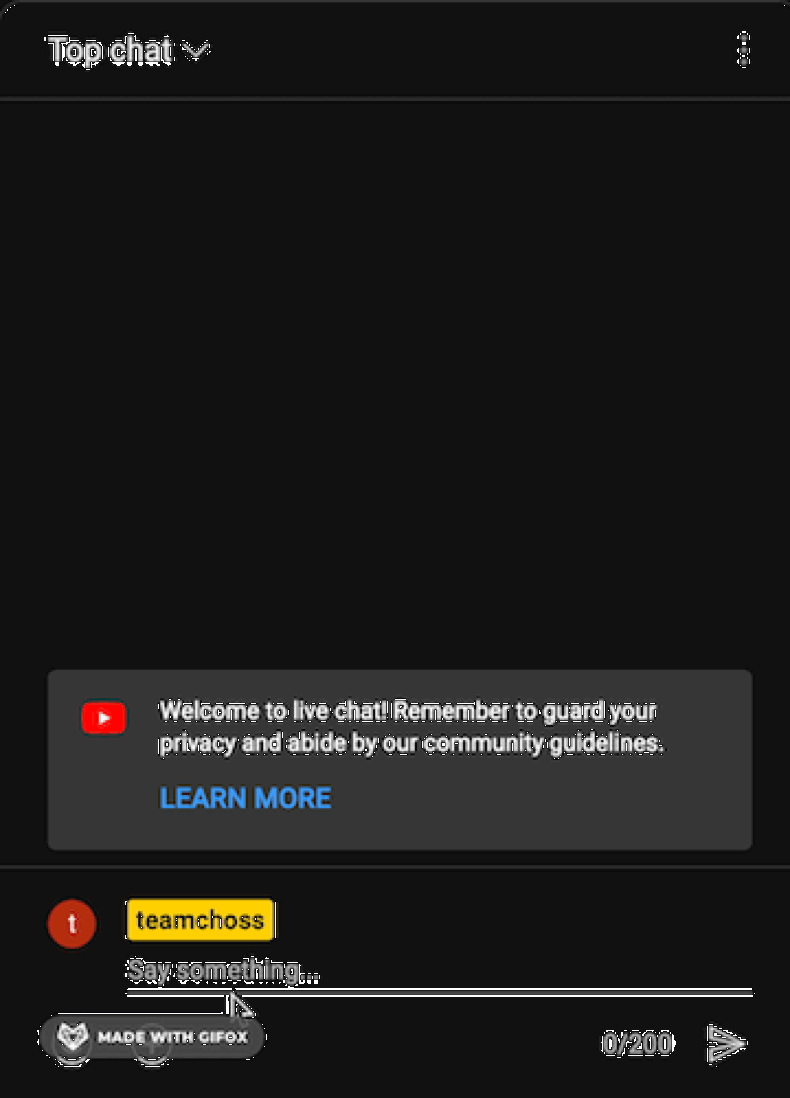 Top chat
Welcome to live chat! Remember to guard your
privacy and abide by our community guidelines.
LEARN MORE
t
teamchoss
Say something...
MADE WITH GIFOX
0/200